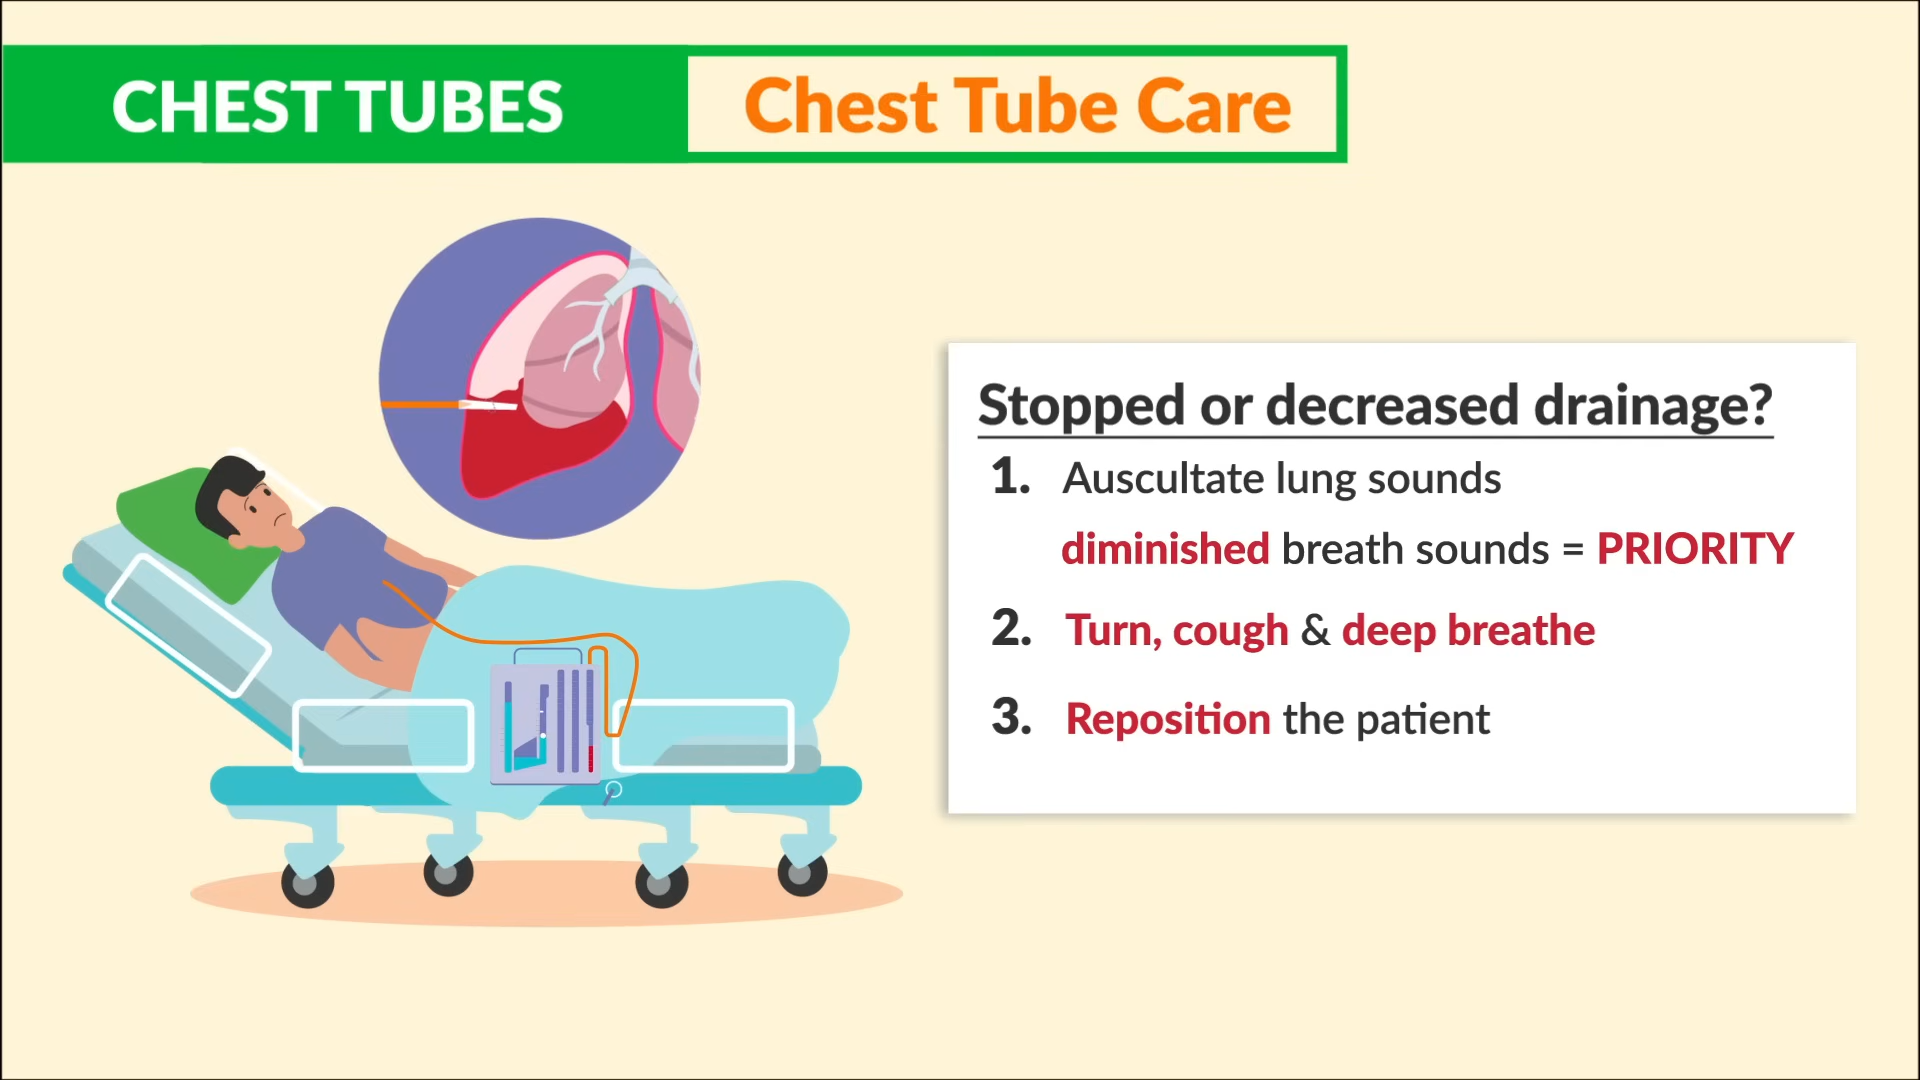 CHEST TUBES
Chest Tube Care
Stopped or decreased drainage?
1. Auscultate lung sounds
diminished breath sounds = PRIORITY
2. Turn, cough & deep breathe
3. Reposition the patient